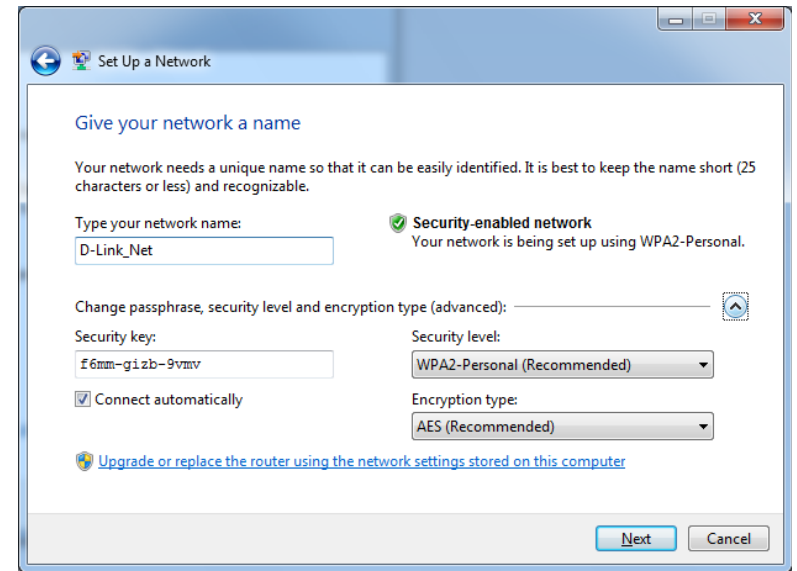 Set Up a Network
Give your network a name
Your network needs a unique name so that it can be easily identified. It is best to keep the name short (25
characters or less) and recognizable.
Type your network name:
D-Link_Net
Security-enabled network
Your network is being set up using WPA2-Personal.
Change passphrase, security level and encryption type (advanced):
Security key:
f6mm-gizb-9vmv
Security level:
WPA2-Personal (Recommended)
Connect automatically
Encryption type:
AES (Recommended)
Upgrade or replace the router using the network settings stored on this computer
Next
Cancel